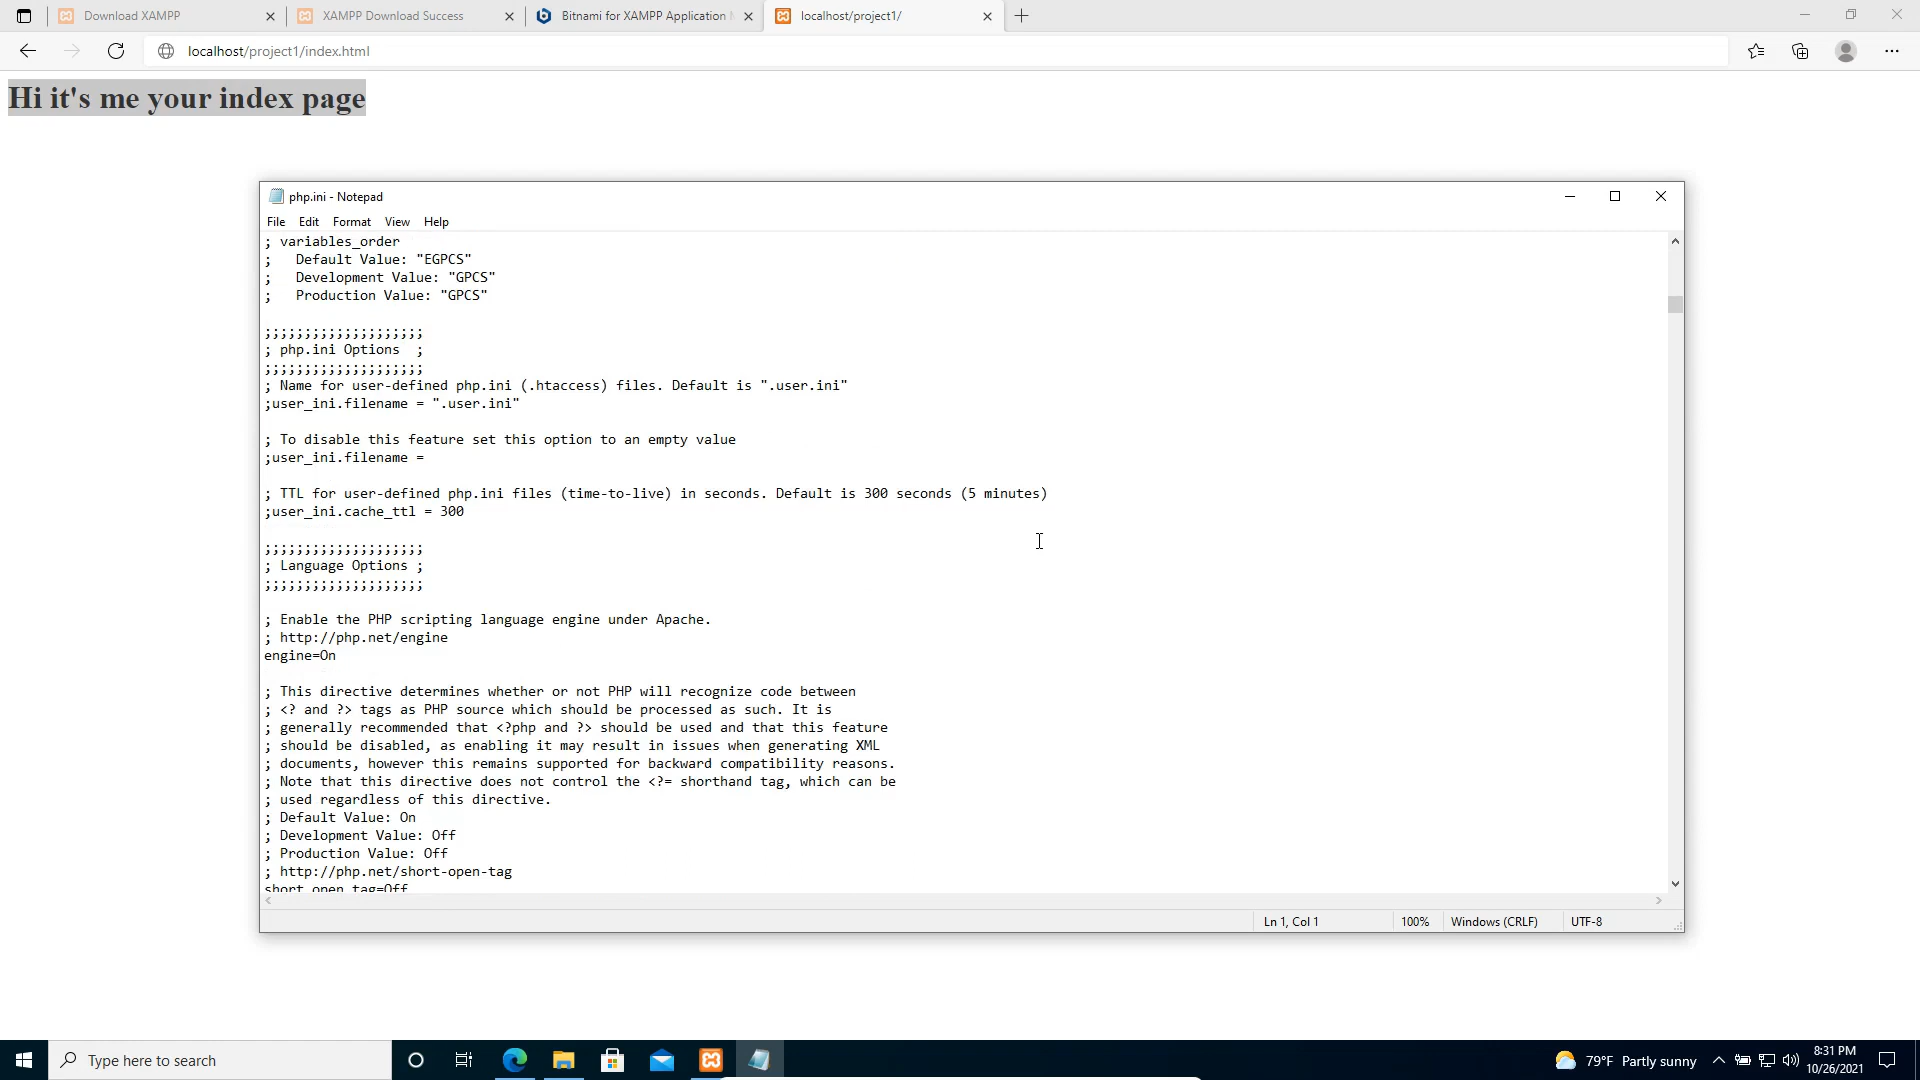 Download XAMPP
XAMPP Download Success
Bitnami for XAMPP Application
localhost/project1/
localhost/project1/index.html
Hi it's me your index page
php.ini - Notepad
File Edit Format View Help
; variables_order
;   Default Value: "EGPCS"
;   Development Value: "GPCS"
;   Production Value: "GPCS"
;;;;;;;;;;;;;;;;;;;;
; php.ini Options  ;
;;;;;;;;;;;;;;;;;;;;
; Name for user-defined php.ini (.htaccess) files. Default is ".user.ini"
;user_ini.filename = ".user.ini"
; To disable this feature set this option to an empty value
;user_ini.filename =
; TTL for user-defined php.ini files (time-to-live) in seconds. Default is 300 seconds (5 minutes)
;user_ini.cache_ttl = 300
;;;;;;;;;;;;;;;;;;;;
; Language Options ;
;;;;;;;;;;;;;;;;;;;;
; Enable the PHP scripting language engine under Apache.
; http://php.net/engine
engine=On
; This directive determines whether or not PHP will recognize code between
; <? and ?> tags as PHP source which should be processed as such. It is
; generally recommended that <?php and ?> should be used and that this feature
; should be disabled, as enabling it may result in issues when generating XML
; documents, however this remains supported for backward compatibility reasons.
; Note that this directive does not control the <?= shorthand tag, which can be
; used regardless of this directive.
; Default Value: On
; Development Value: Off
; Production Value: Off
; http://php.net/short-open-tag
short_open_tag=Off
Ln 1, Col 1
100%
Windows (CRLF)
UTF-8
Type here to search
79°F Partly sunny
8:31 PM
10/26/2021